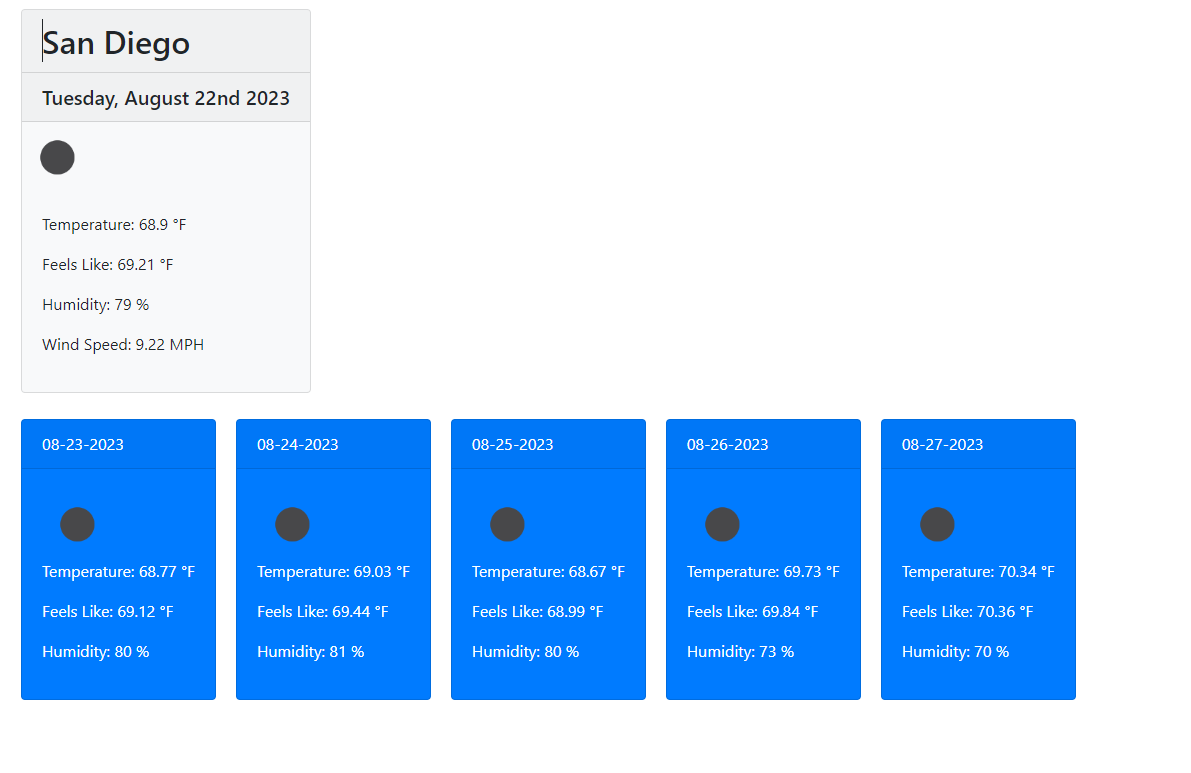 San Diego
Tuesday, August 22nd 2023
Temperature: 68.9 °F
Feels Like: 69.21 °F
Humidity: 79 %
Wind Speed: 9.22 MPH
08-23-2023
Temperature: 68.77 °F
Feels Like: 69.12 °F
Humidity: 80 %
08-24-2023
Temperature: 69.03 °F
Feels Like: 69.44 °F
Humidity: 81 %
08-25-2023
Temperature: 68.67 °F
Feels Like: 68.99 °F
Humidity: 80 %
08-26-2023
Temperature: 69.73 °F
Feels Like: 69.84 °F
Humidity: 73 %
08-27-2023
Temperature: 70.34 °F
Feels Like: 70.36 °F
Humidity: 70 %